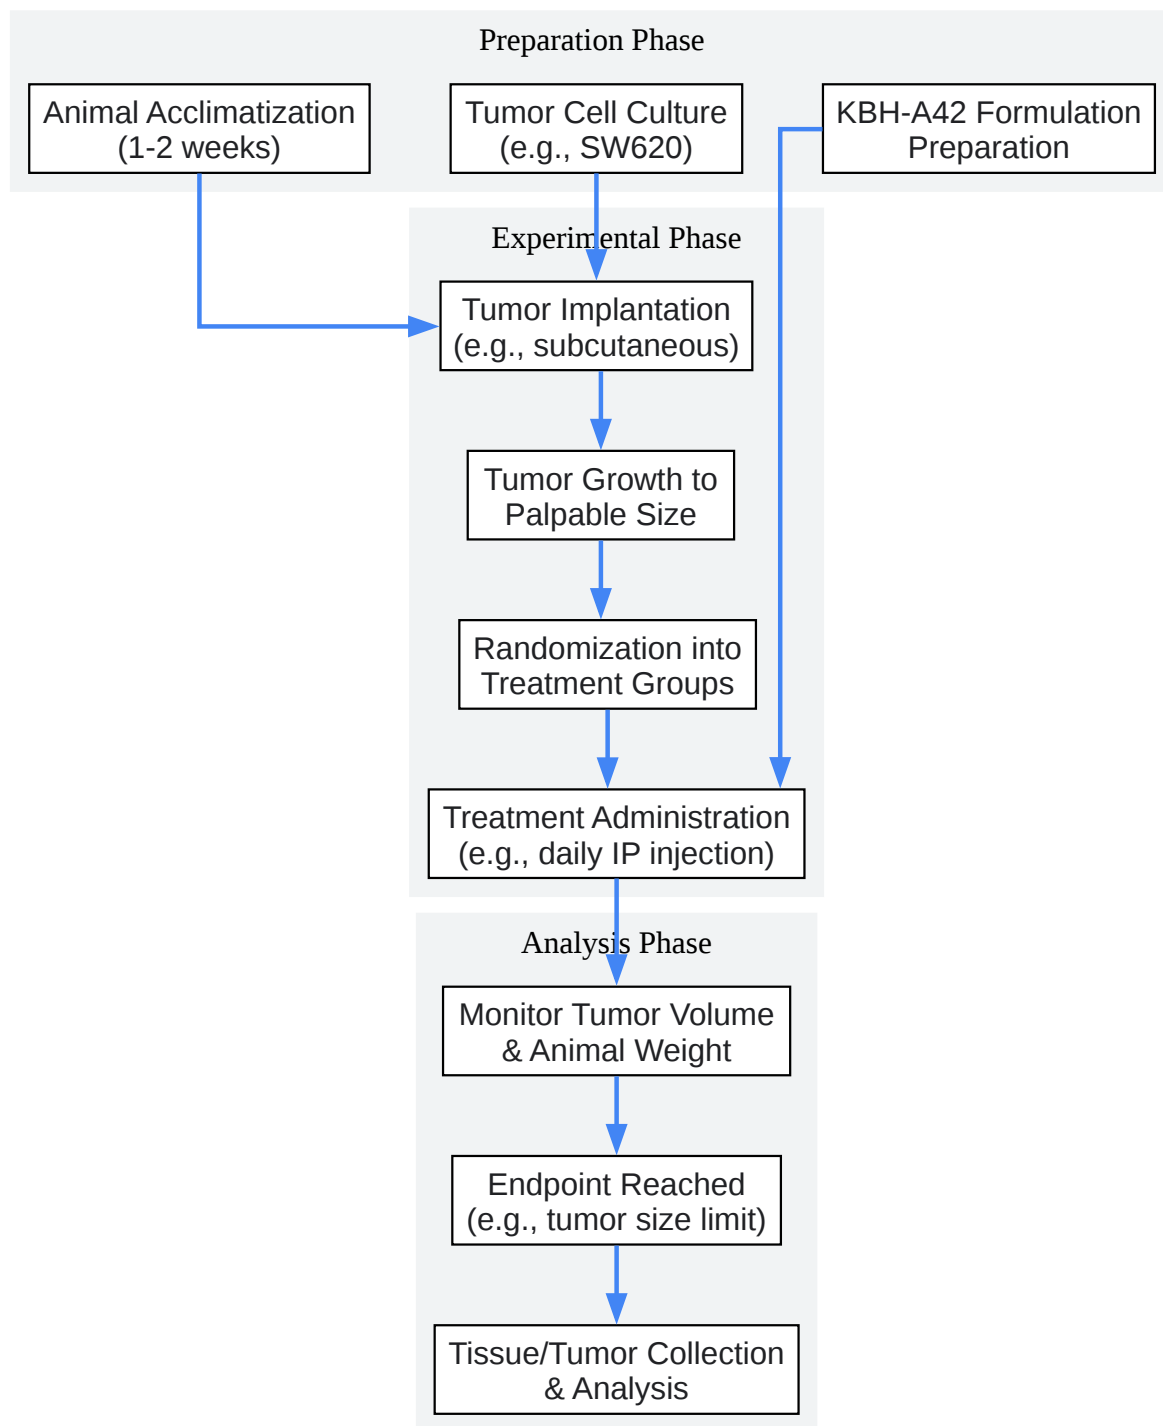 Preparation Phase
Animal Acclimatization
(1-2 weeks)
Tumor Cell Culture
(e.g., SW620)
KBH-A42 Formulation
Preparation
Experimental Phase
Tumor Implantation
(e.g., subcutaneous)
Tumor Growth to
Palpable Size
Randomization into
Treatment Groups
Treatment Administration
(e.g., daily IP injection)
Analysis Phase
Monitor Tumor Volume
& Animal Weight
Endpoint Reached
(e.g., tumor size limit)
Tissue/Tumor Collection
& Analysis